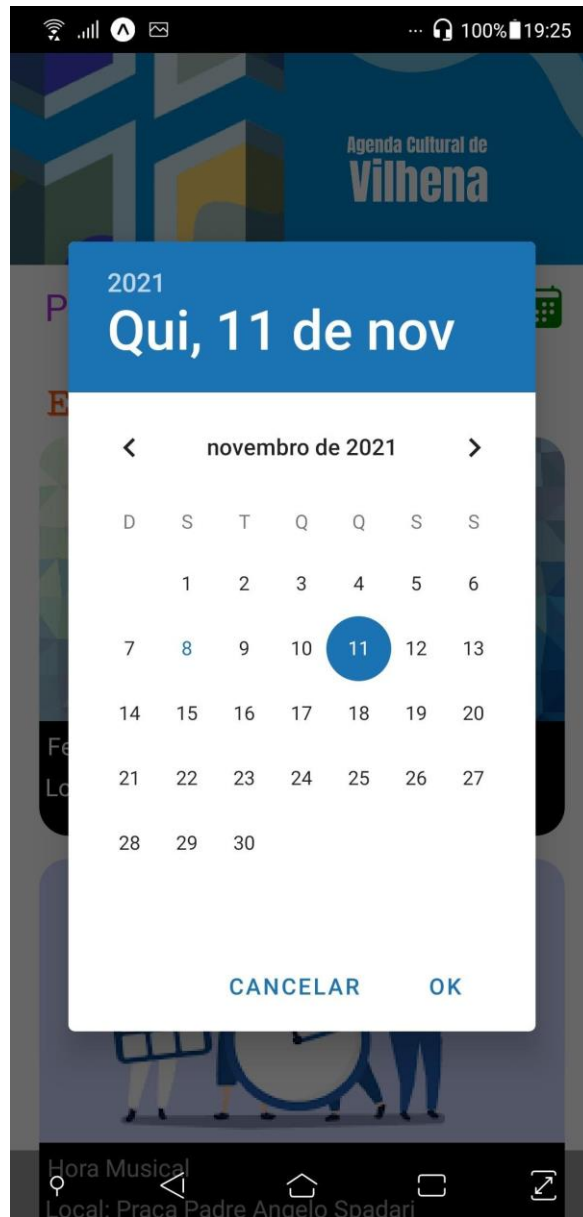 100% 19:25
Agenda Cultural de
Vilhena
P
2021
Qui, 11 de nov
E
novembro de 2021
D S T Q Q S S
1 2 3 4 5 6
7 8 9 10 11 12 13
14 15 16 17 18 19 20
21 22 23 24 25 26 27
28 29 30
Fe
Lo
CANCELAR OK
Hora Musical
Local: Praça Padre Angelo Spadari